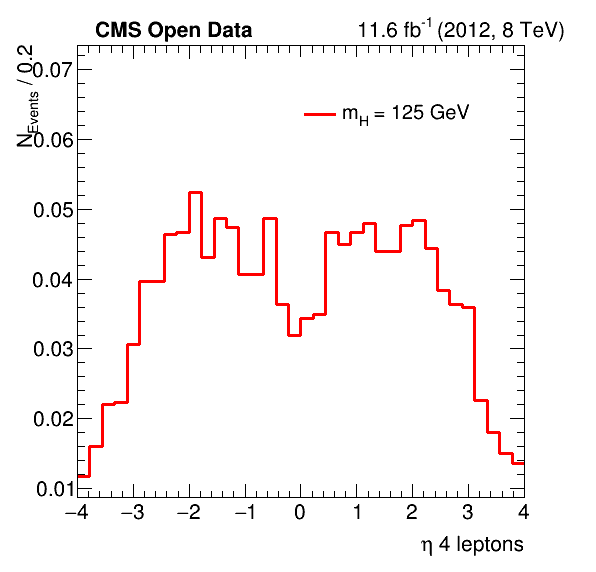 CMS Open Data 11.6 fb⁻¹ (2012, 8 TeV)
N_Events / 0.2
0.07
m_H = 125 GeV
0.06
0.05
0.04
0.03
0.02
0.01
−4 −3 −2 −1 0 1 2 3 4
η 4 leptons